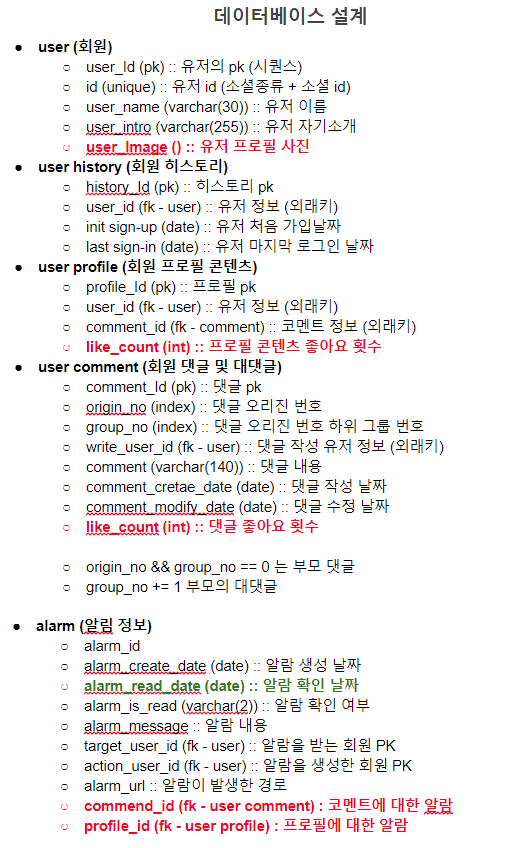 데이터베이스 설계
● user (회원)
○ user_Id (pk) :: 유저의 pk (시퀀스)
○ id (unique) :: 유저 id (소셜종류 + 소셜 id)
○ user_name (varchar(30)) :: 유저 이름
○ user_intro (varchar(255)) :: 유저 자기소개
○ user_Image () :: 유저 프로필 사진
● user history (회원 히스토리)
○ history_Id (pk) :: 히스토리 pk
○ user_id (fk - user) :: 유저 정보 (외래키)
○ init sign-up (date) :: 유저 처음 가입날짜
○ last sign-in (date) :: 유저 마지막 로그인 날짜
● user profile (회원 프로필 콘텐츠)
○ profile_Id (pk) :: 프로필 pk
○ user_id (fk - user) :: 유저 정보 (외래키)
○ comment_id (fk - comment) :: 코멘트 정보 (외래키)
○ like_count (int) :: 프로필 콘텐츠 좋아요 횟수
● user comment (회원 댓글 및 대댓글)
○ comment_Id (pk) :: 댓글 pk
○ origin_no (index) :: 댓글 오리진 번호
○ group_no (index) :: 댓글 오리진 번호 하위 그룹 번호
○ write_user_id (fk - user) :: 댓글 작성 유저 정보 (외래키)
○ comment (varchar(140)) :: 댓글 내용
○ comment_cretae_date (date) :: 댓글 작성 날짜
○ comment_modify_date (date) :: 댓글 수정 날짜
○ like_count (int) :: 댓글 좋아요 횟수
○ origin_no && group_no == 0 는 부모 댓글
○ group_no += 1 부모의 대댓글
● alarm (알림 정보)
○ alarm_id
○ alarm_create_date (date) :: 알람 생성 날짜
○ alarm_read_date (date) :: 알람 확인 날짜
○ alarm_is_read (varchar(2)) :: 알람 확인 여부
○ alarm_message :: 알람 내용
○ target_user_id (fk - user) :: 알람을 받는 회원 PK
○ action_user_id (fk - user) :: 알람을 생성한 회원 PK
○ alarm_url :: 알람이 발생한 경로
○ commend_id (fk - user comment) : 코멘트에 대한 알람
○ profile_id (fk - user profile) : 프로필에 대한 알람